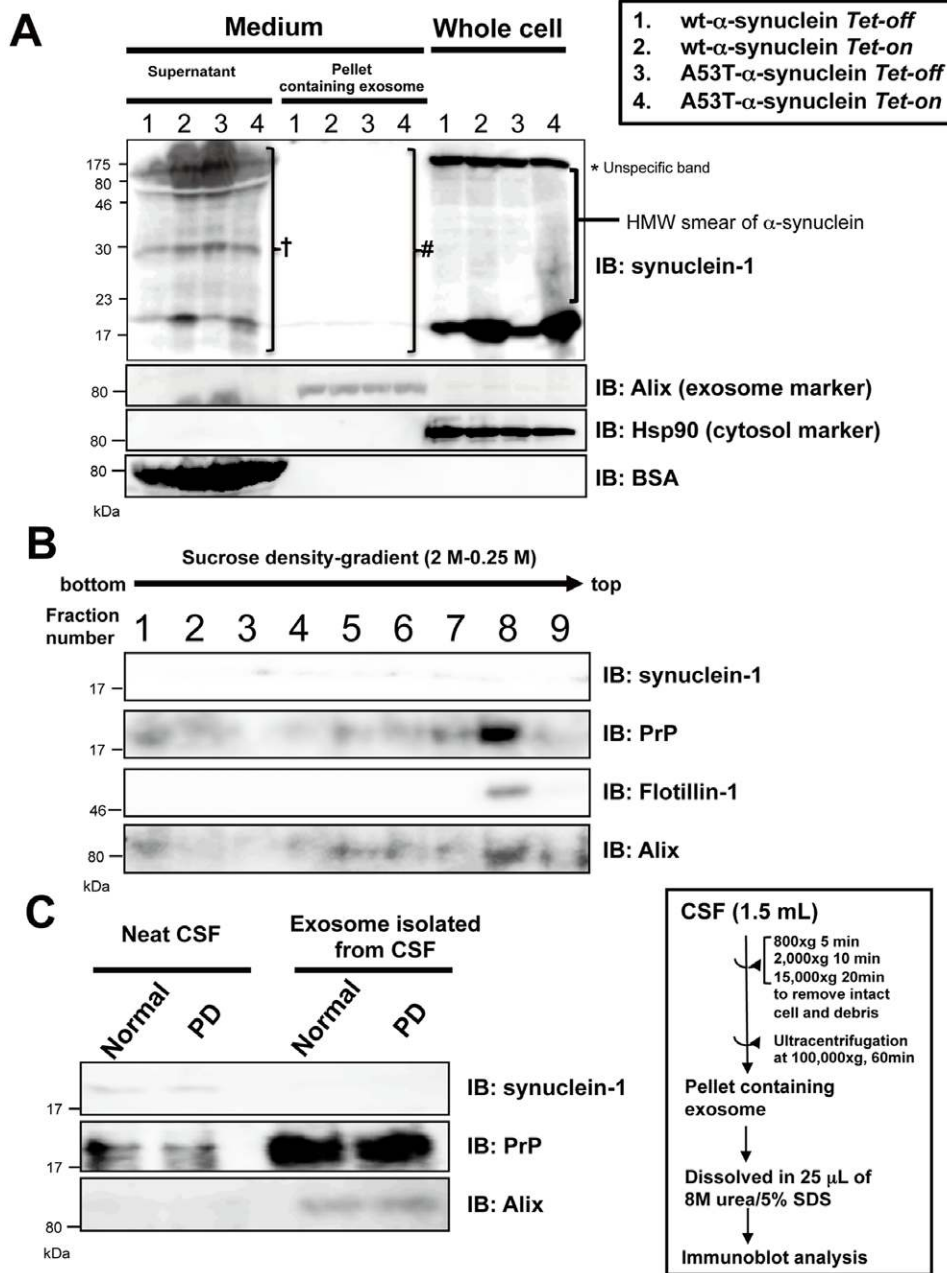 A
Medium
Whole cell
Supernatant
Pellet
containing exosome
1 2 3 4 1 2 3 4 1 2 3 4
1. wt-α-synuclein Tet-off
2. wt-α-synuclein Tet-on
3. A53T-α-synuclein Tet-off
4. A53T-α-synuclein Tet-on
175
80
46
30
23
17
†
#
* Unspecific band
HMW smear of α-synuclein
IB: synuclein-1
80
IB: Alix (exosome marker)
80
IB: Hsp90 (cytosol marker)
80
IB: BSA
kDa
B
Sucrose density-gradient (2 M-0.25 M)
bottom
top
Fraction
number
1 2 3 4 5 6 7 8 9
17
IB: synuclein-1
17
IB: PrP
46
IB: Flotillin-1
80
IB: Alix
kDa
C
Neat CSF
Exosome isolated
from CSF
Normal
PD
Normal
PD
17
IB: synuclein-1
17
IB: PrP
80
IB: Alix
kDa
CSF (1.5 mL)
800xg 5 min
2,000xg 10 min
15,000xg 20min
to remove intact
cell and debris
Ultracentrifugation
at 100,000xg, 60min
Pellet containing
exosome
Dissolved in 25 μL of
8M urea/5% SDS
Immunoblot analysis